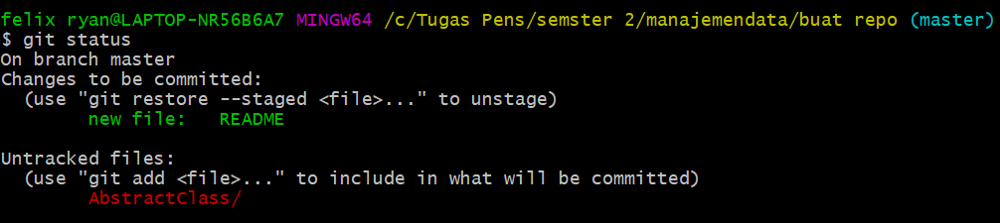 felix ryan@LAPTOP-NR56B6A7 MINGW64 /c/Tugas Pens/semster 2/manajemendata/buat repo (master)
$ git status
On branch master
Changes to be committed:
  (use "git restore --staged <file>..." to unstage)
        new file:   README

Untracked files:
  (use "git add <file>..." to include in what will be committed)
        AbstractClass/